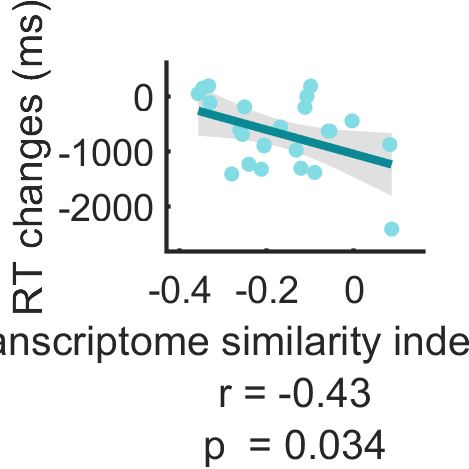 RT changes (ms)
0
-1000
-2000
-0.4 -0.2 0
anscriptome similarity inde
r = -0.43
p = 0.034